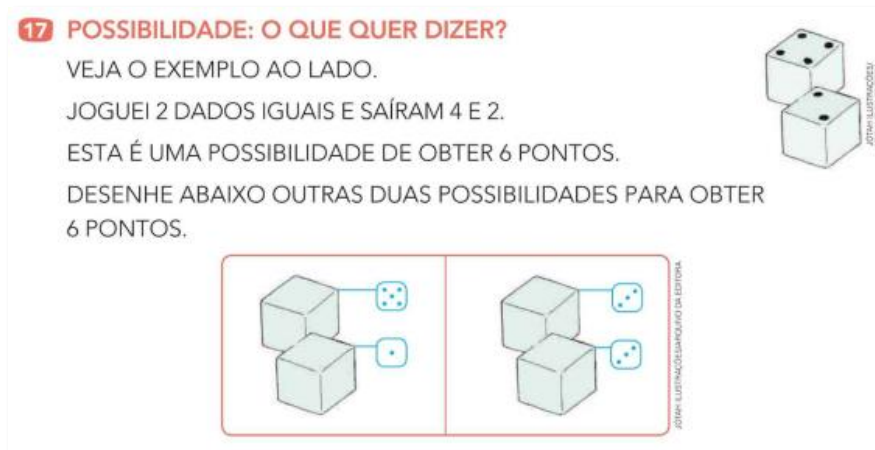 17 POSSIBILIDADE: O QUE QUER DIZER?
VEJA O EXEMPLO AO LADO.
JOGUEI 2 DADOS IGUAIS E SAÍRAM 4 E 2.
ESTA É UMA POSSIBILIDADE DE OBTER 6 PONTOS.
DESENHE ABAIXO OUTRAS DUAS POSSIBILIDADES PARA OBTER
6 PONTOS.
JOTAH ILUSTRAÇÕES/
JOTAH ILUSTRAÇÕES/ARQUIVO DA EDITORA